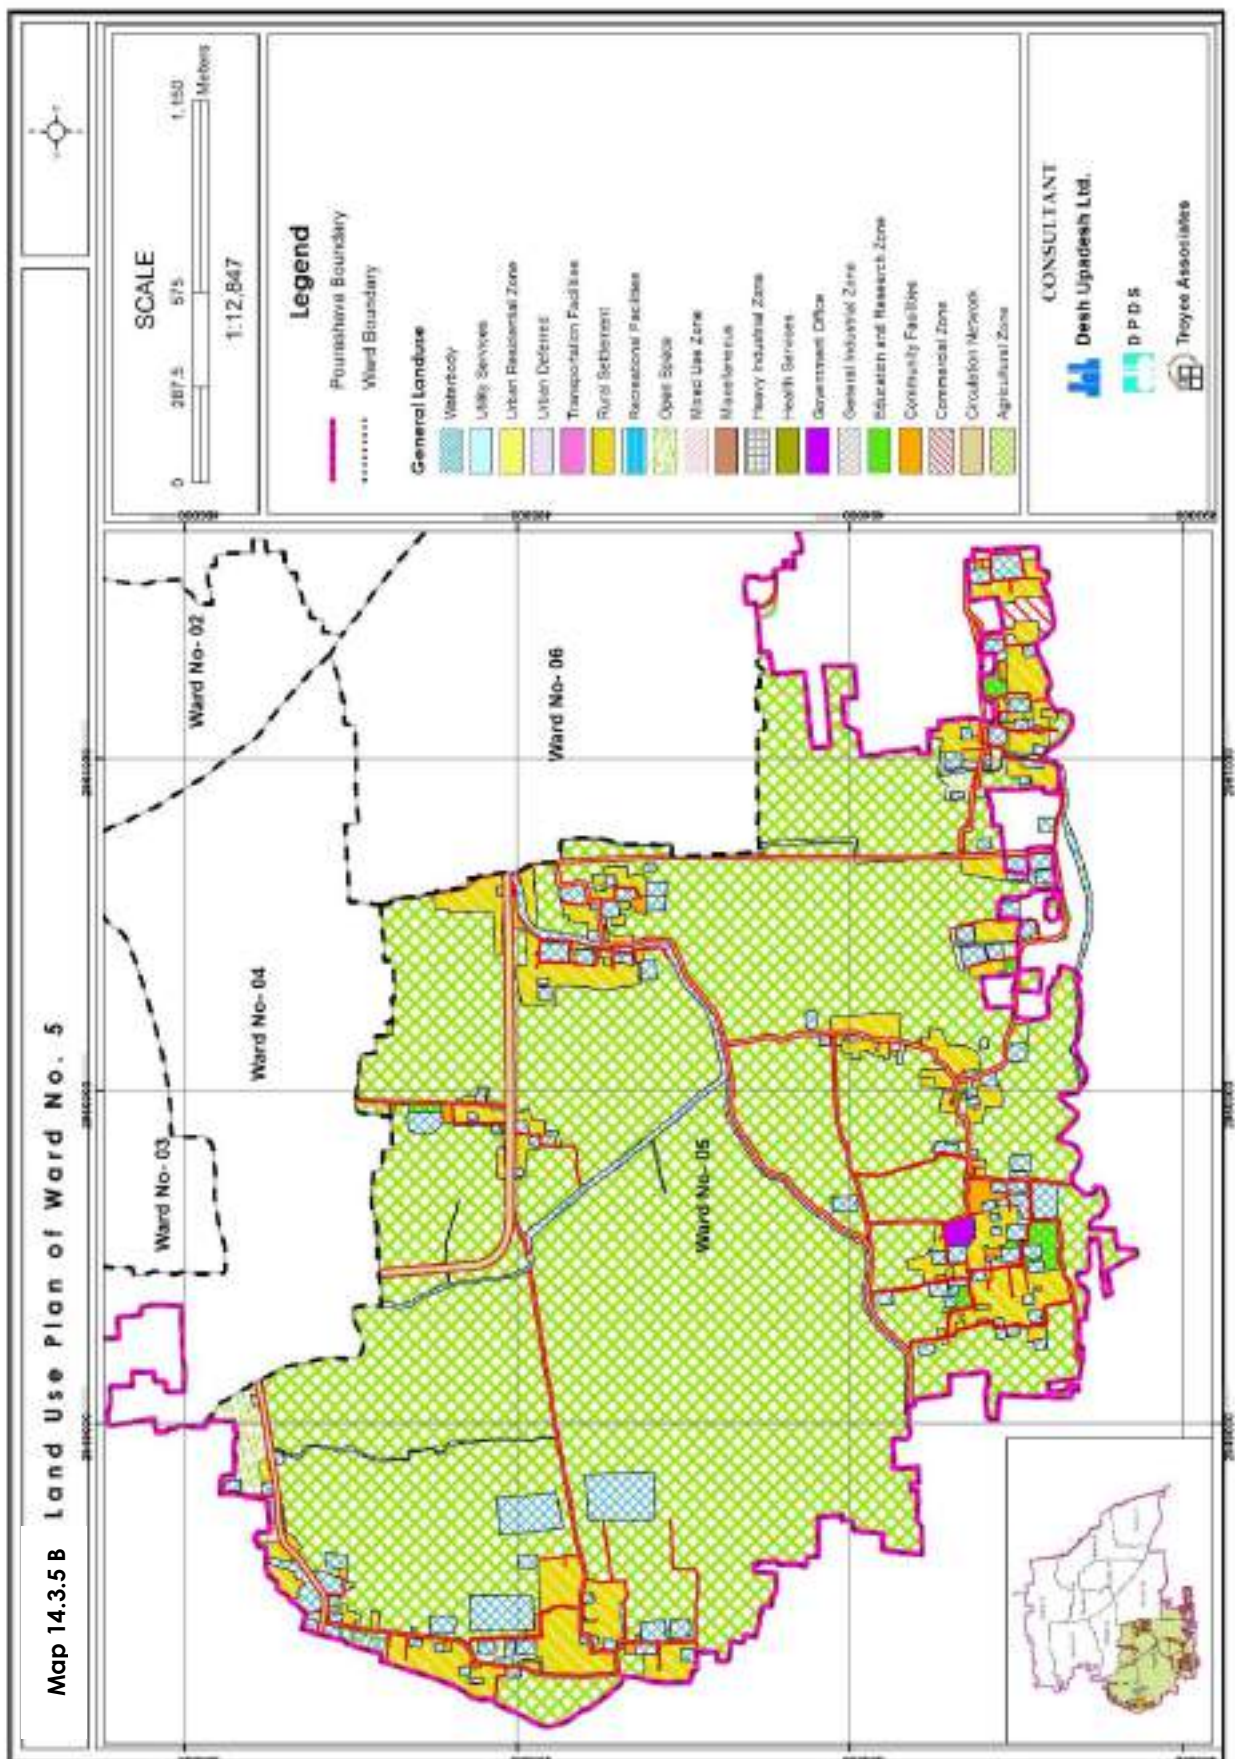 Map 14.3.5 B Land Use Plan of Ward No. 5
SCALE
0 287.5 575 1,150
Meters
1:12,847
Legend
Pourashava Boundary
Ward Boundary
General Landuse
Waterbody
Utility Services
Urban Residential Zone
Urban Deferred
Transportation Facilities
Rural Settlement
Recreational Facilities
Open Space
Mixed Use Zone
Miscellaneous
Heavy Industrial Zone
Health Services
Government Office
General Industrial Zone
Education and Research Zone
Community Facilities
Commercial Zone
Circulation Network
Agricultural Zone
CONSULTANT
Desh Upadesh Ltd.
D P D S
Troyee Associates
Ward No- 02
Ward No- 03
Ward No- 04
Ward No- 06
Ward No- 05